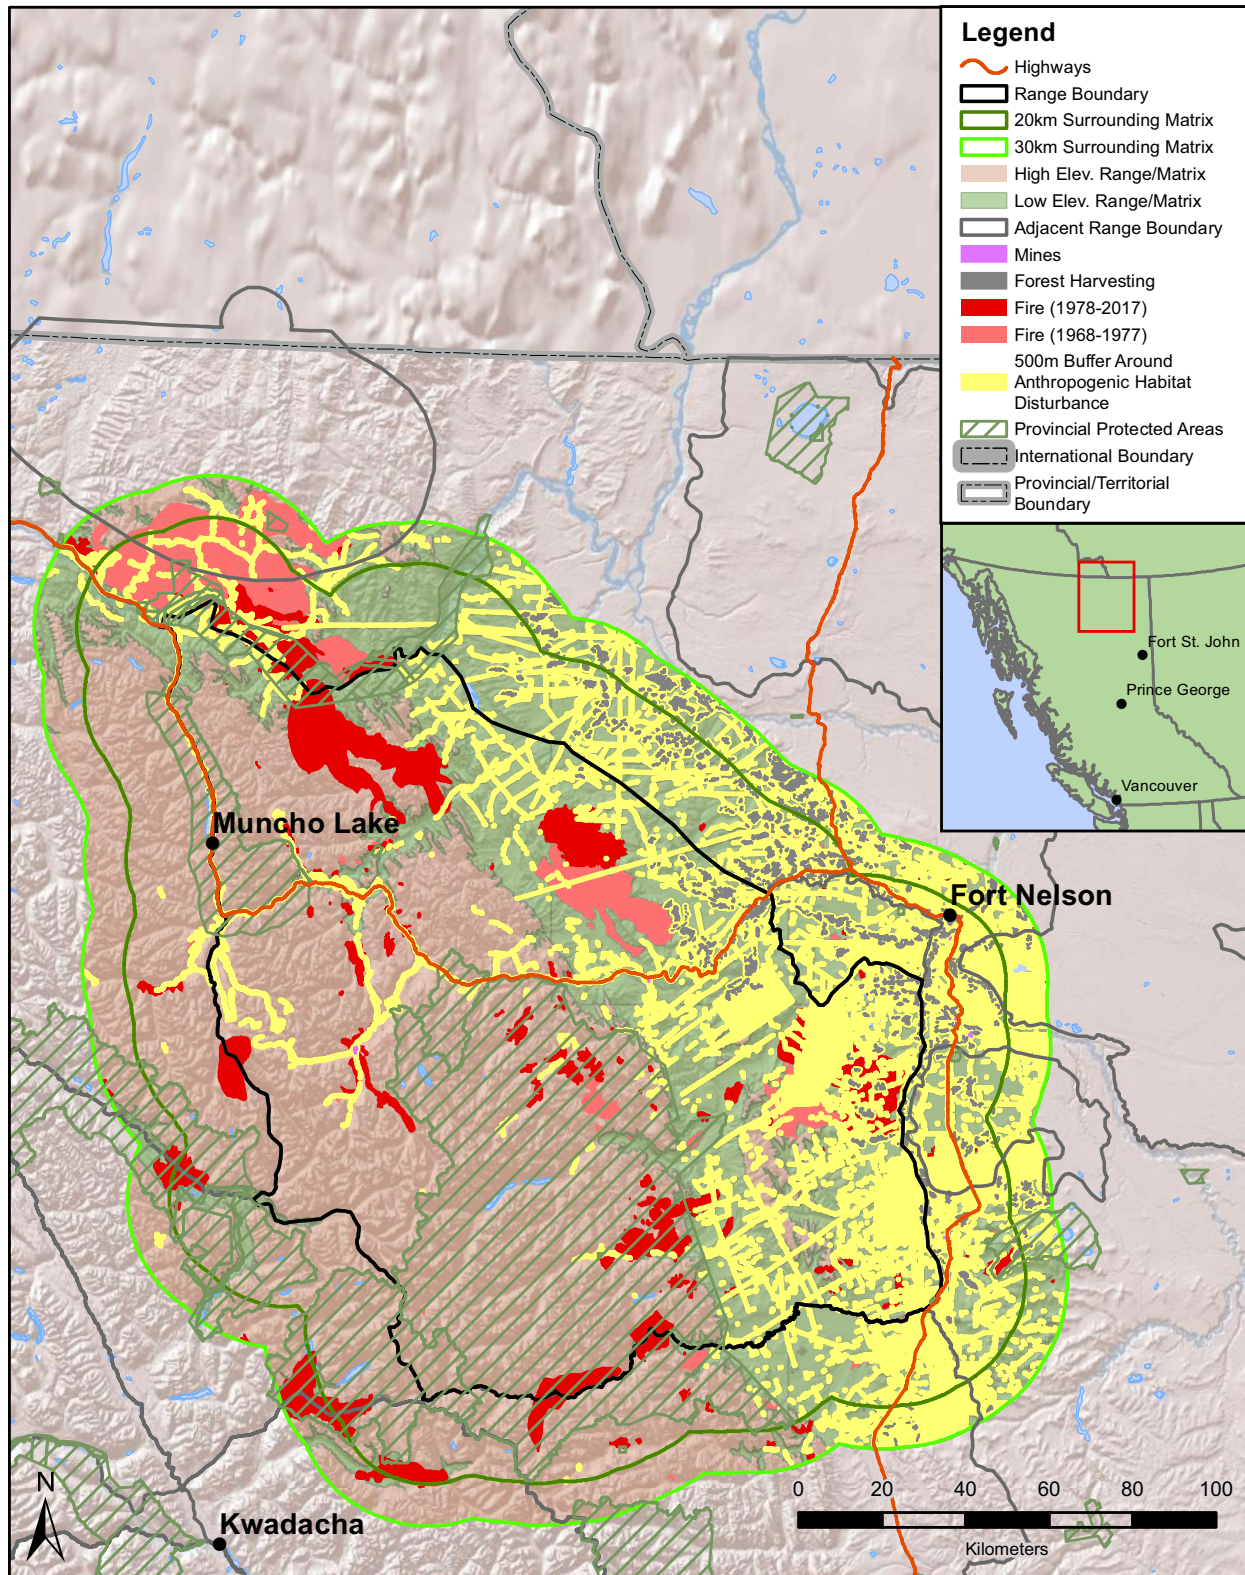 Legend
Highways
Range Boundary
20km Surrounding Matrix
30km Surrounding Matrix
High Elev. Range/Matrix
Low Elev. Range/Matrix
Adjacent Range Boundary
Mines
Forest Harvesting
Fire (1978-2017)
Fire (1968-1977)
500m Buffer Around
Anthropogenic Habitat
Disturbance
Provincial Protected Areas
International Boundary
Provincial/Territorial
Boundary
Fort St. John
Prince George
Vancouver
Muncho Lake
Fort Nelson
Kwadacha
N
0 20 40 60 80 100
Kilometers